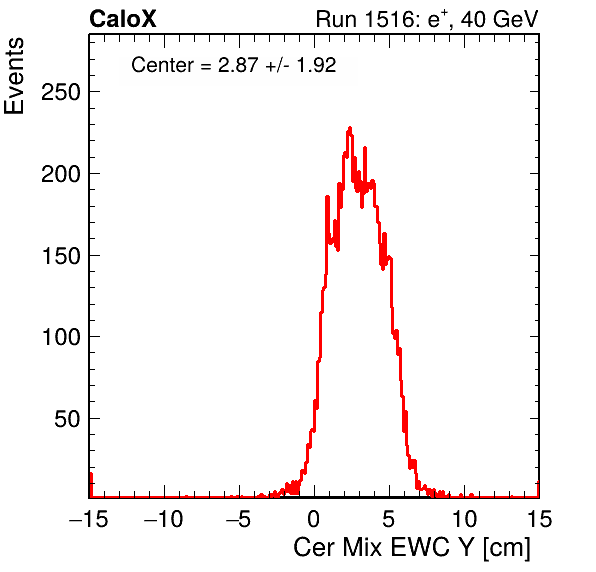 CaloX Run 1516: e⁺, 40 GeV
Events
Center = 2.87 +/- 1.92
250
200
150
100
50
−15 −10 −5 0 5 10 15
Cer Mix EWC Y [cm]